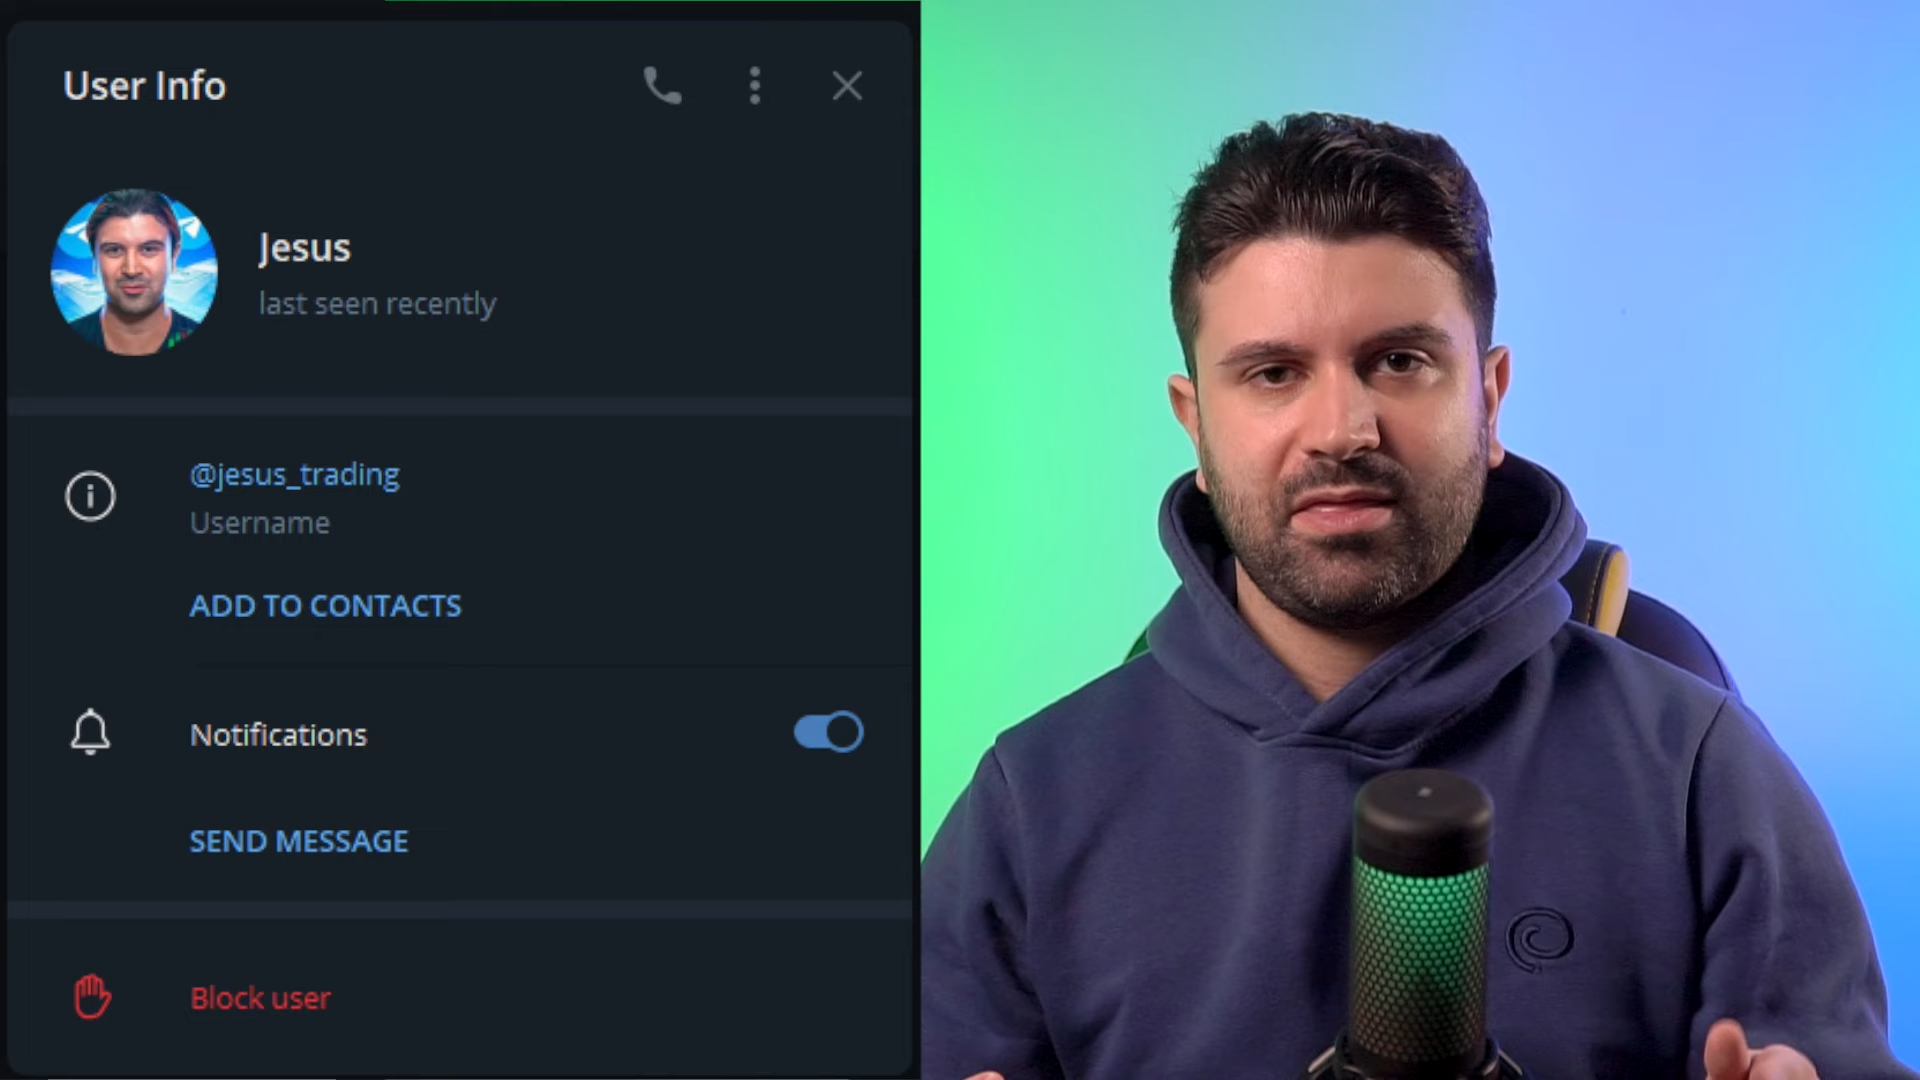 User Info
Jesus
last seen recently
@jesus_trading
Username
ADD TO CONTACTS
Notifications
SEND MESSAGE
Block user